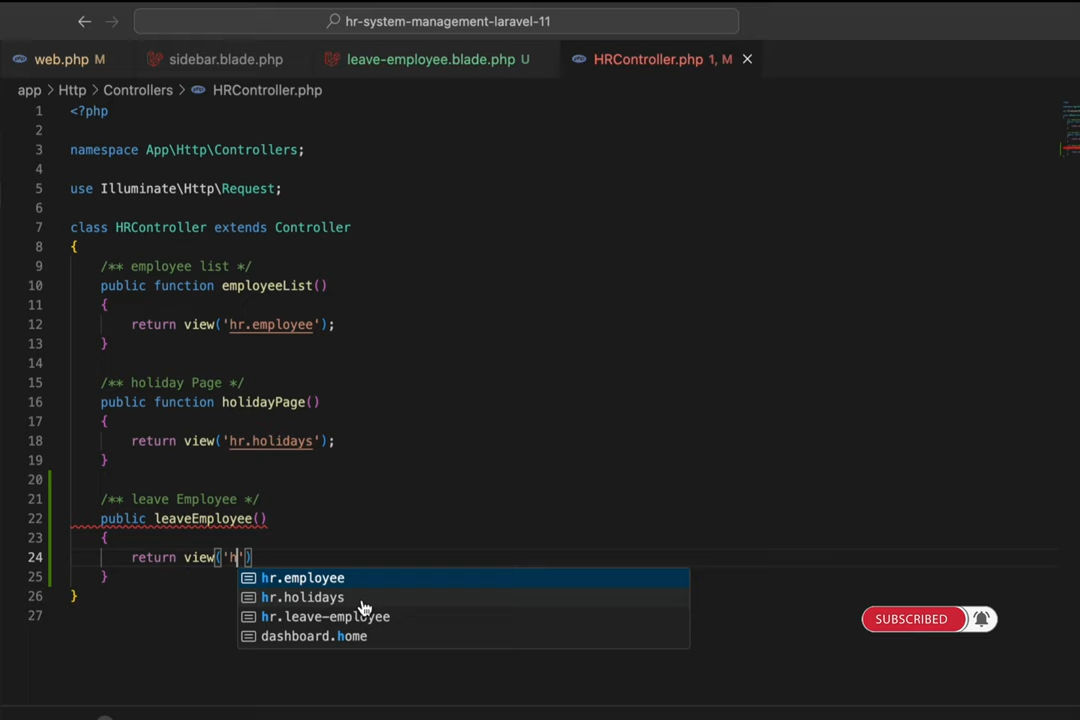 hr-system-management-laravel-11
web.php M sidebar.blade.php leave-employee.blade.php U HRController.php 1, M
app > Http > Controllers > HRController.php
1 <?php
2
3 namespace App\Http\Controllers;
4
5 use Illuminate\Http\Request;
6
7 class HRController extends Controller
8 {
9 /** employee list */
10 public function employeeList()
11 {
12 return view('hr.employee');
13 }
14
15 /** holiday Page */
16 public function holidayPage()
17 {
18 return view('hr.holidays');
19 }
20
21 /** leave Employee */
22 public leaveEmployee()
23 {
24 return view('h')
25 }
26 }
27
hr.employee
hr.holidays
hr.leave-employee
dashboard.home
SUBSCRIBED